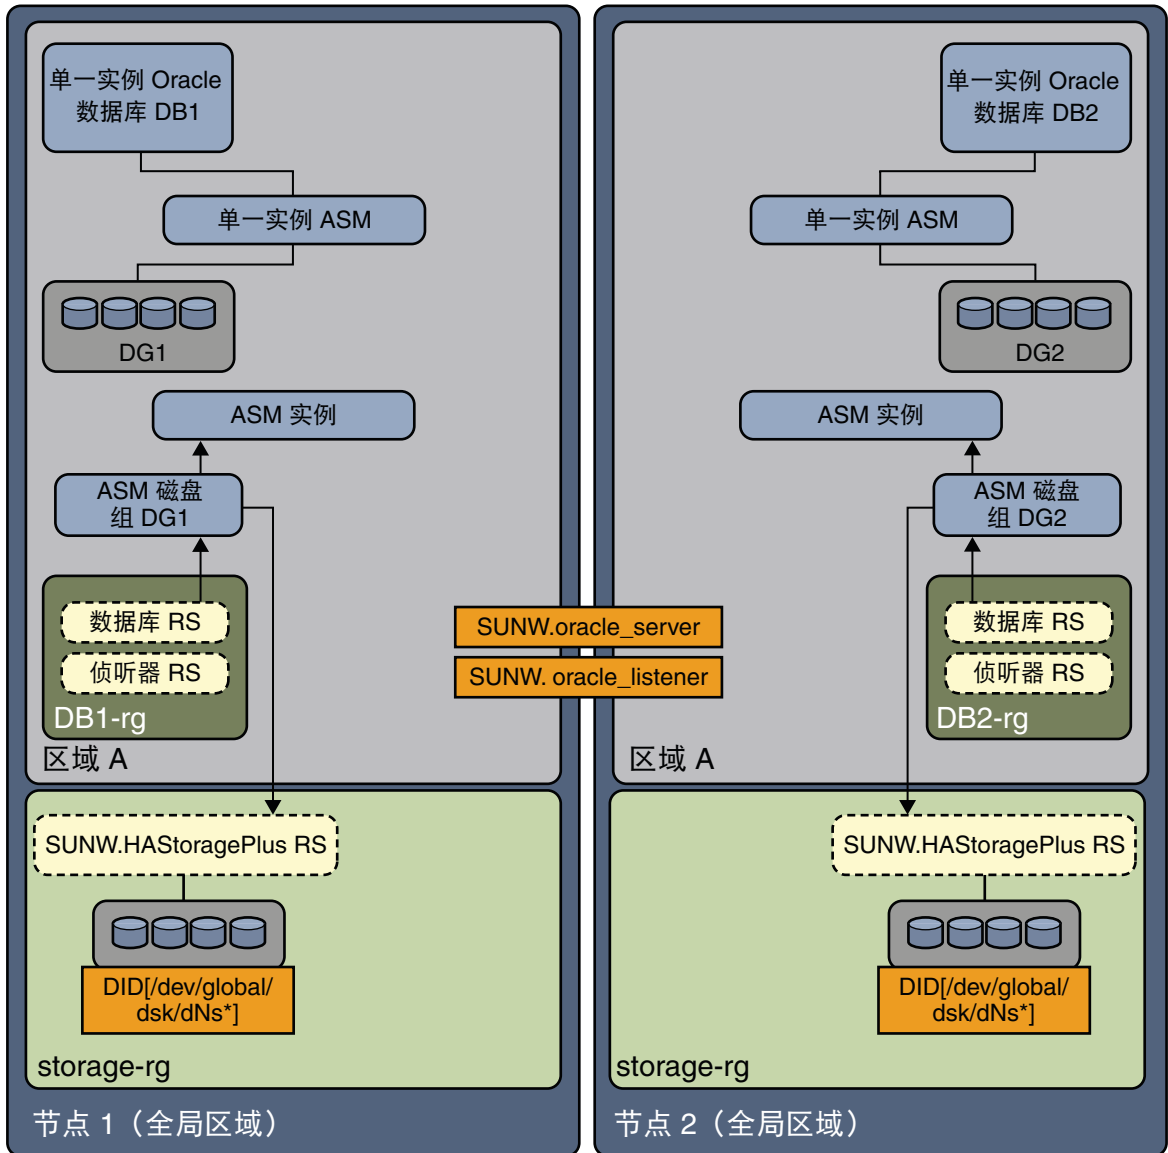 单一实例 Oracle
数据库 DB1
单一实例 ASM
DG1
ASM 实例
ASM 磁盘
组 DG1
数据库 RS
侦听器 RS
DB1-rg
区域 A
SUNW.HAStoragePlus RS
DID[/dev/global/
dsk/dNs*]
storage-rg
节点 1（全局区域）
SUNW.oracle_server
SUNW. oracle_listener
单一实例 Oracle
数据库 DB2
单一实例 ASM
DG2
ASM 实例
ASM 磁盘
组 DG2
数据库 RS
侦听器 RS
DB2-rg
区域 A
SUNW.HAStoragePlus RS
DID[/dev/global/
dsk/dNs*]
storage-rg
节点 2（全局区域）